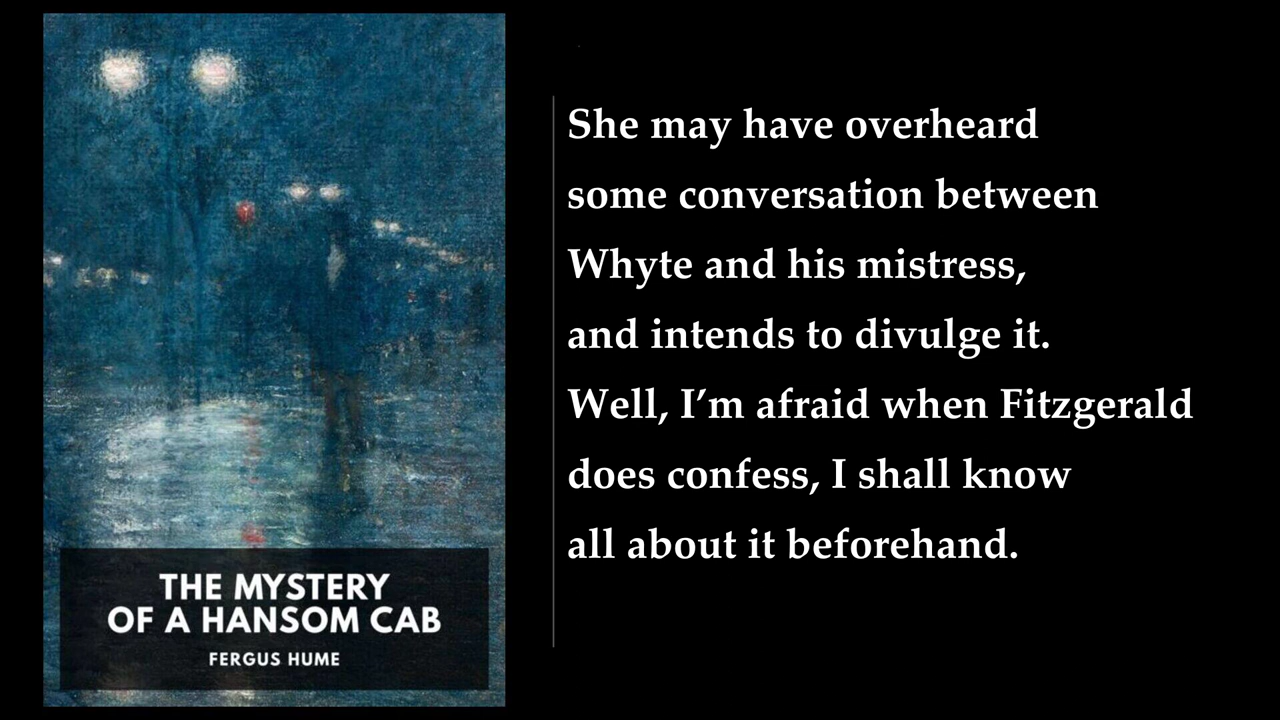 THE MYSTERY
OF A HANSOM CAB
FERGUS HUME
She may have overheard
some conversation between
Whyte and his mistress,
and intends to divulge it.
Well, I’m afraid when Fitzgerald
does confess, I shall know
all about it beforehand.